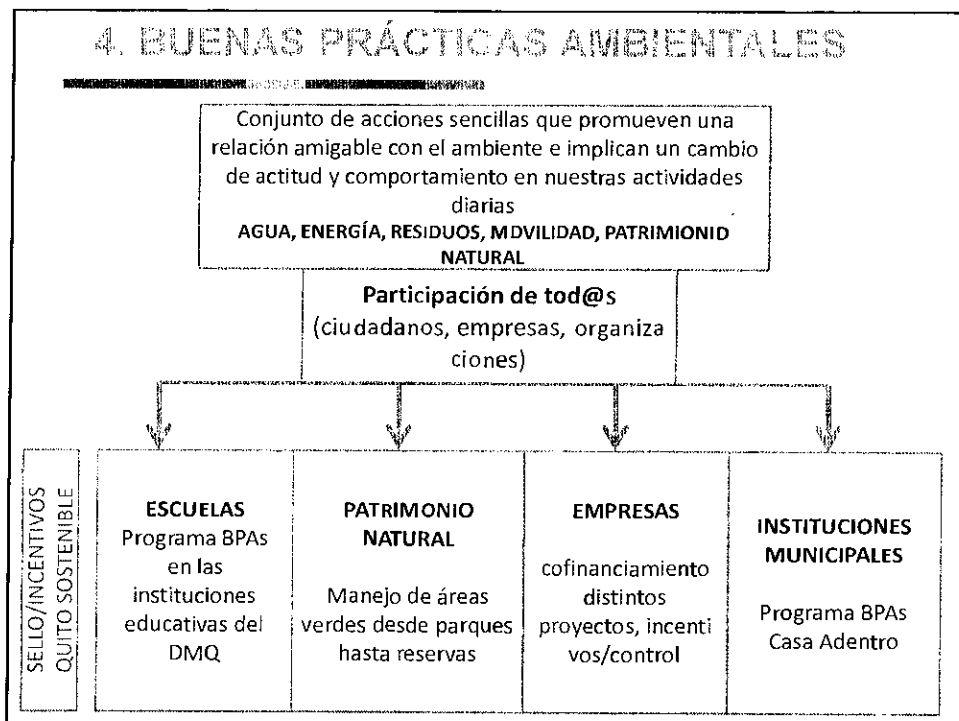 4. BUENAS PRÁCTICAS AMBIENTALES
Conjunto de acciones sencillas que promueven una
relación amigable con el ambiente e implican un cambio
de actitud y comportamiento en nuestras actividades
diarias
AGUA, ENERGÍA, RESIDUOS, MDVILIDAD, PATRIMIONID
NATURAL
Participación de tod@s
(ciudadanos, empresas, organiza
ciones)
SELLO/INCENTIVOS
QUITO SOSTENIBLE
ESCUELAS
Programa BPAs
en las
instituciones
educativas del
DMQ
PATRIMONIO
NATURAL
Manejo de áreas
verdes desde parques
hasta reservas
EMPRESAS
cofinanciamiento
distintos
proyectos, incenti
vos/control
INSTITUCIONES
MUNICIPALES
Programa BPAs
Casa Adentro